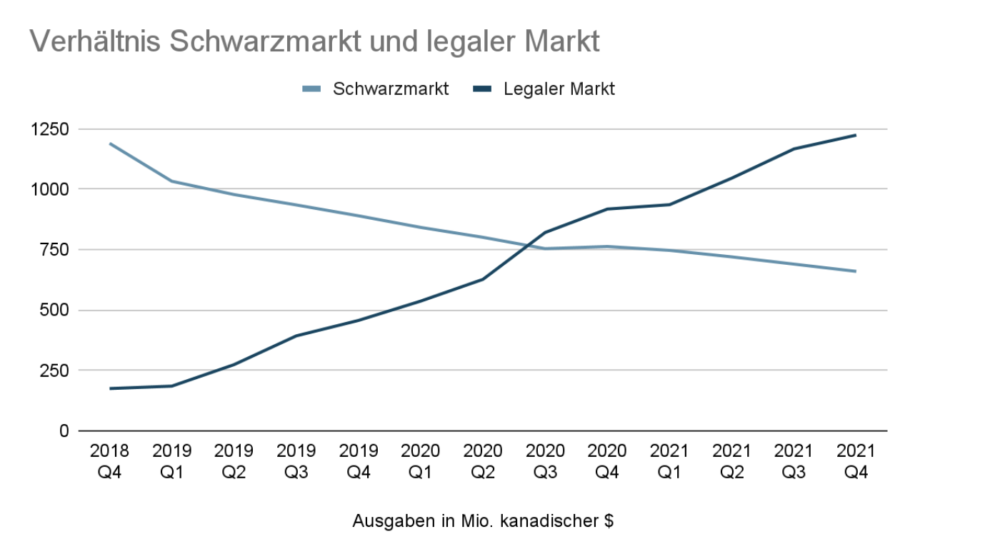 Verhältnis Schwarzmarkt und legaler Markt
Schwarzmarkt Legaler Markt
1250
1000
750
500
250
0
2018 2019 2019 2019 2019 2020 2020 2020 2020 2021 2021 2021 2021
Q4 Q1 Q2 Q3 Q4 Q1 Q2 Q3 Q4 Q1 Q2 Q3 Q4
Ausgaben in Mio. kanadischer $